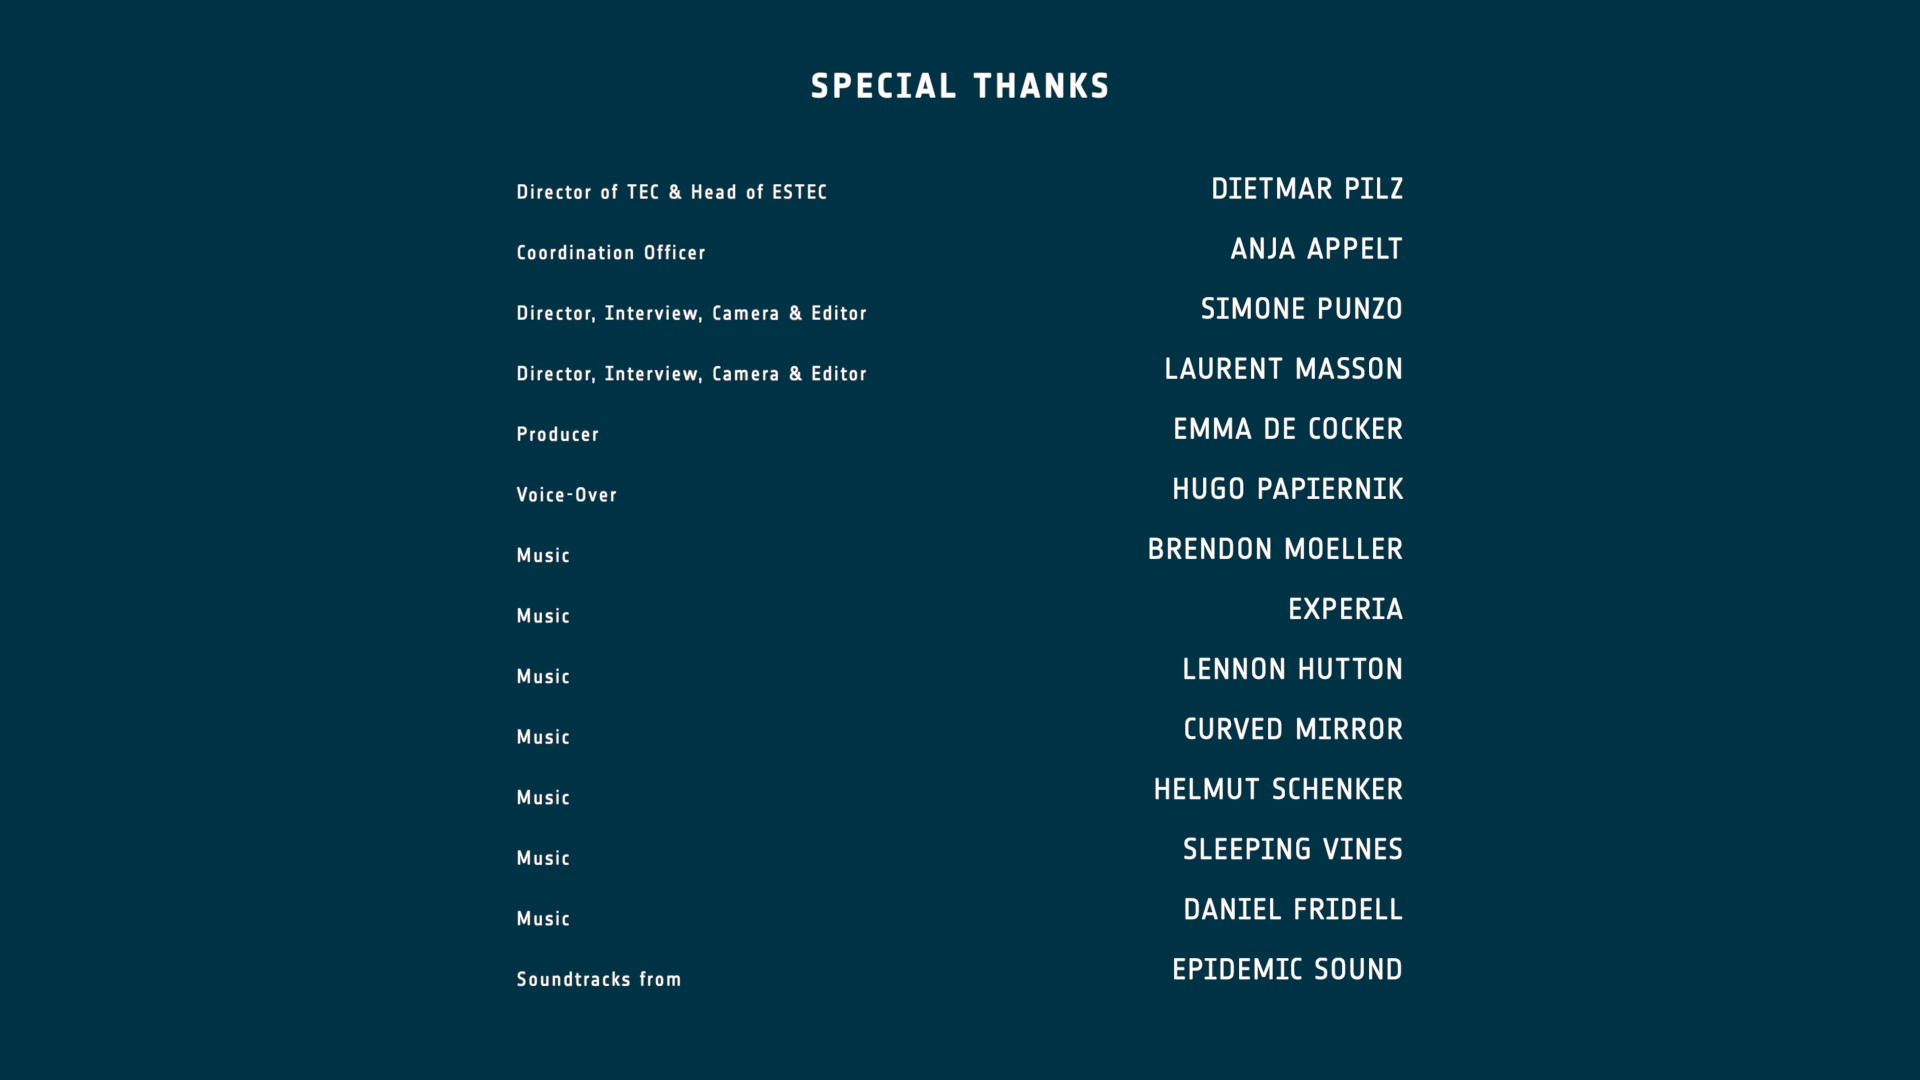 SPECIAL THANKS
Director of TEC & Head of ESTEC DIETMAR PILZ
Coordination Officer ANJA APPELT
Director, Interview, Camera & Editor SIMONE PUNZO
Director, Interview, Camera & Editor LAURENT MASSON
Producer EMMA DE COCKER
Voice-Over HUGO PAPIERNIK
Music BRENDON MOELLER
Music EXPERIA
Music LENNON HUTTON
Music CURVED MIRROR
Music HELMUT SCHENKER
Music SLEEPING VINES
Music DANIEL FRIDELL
Soundtracks from EPIDEMIC SOUND